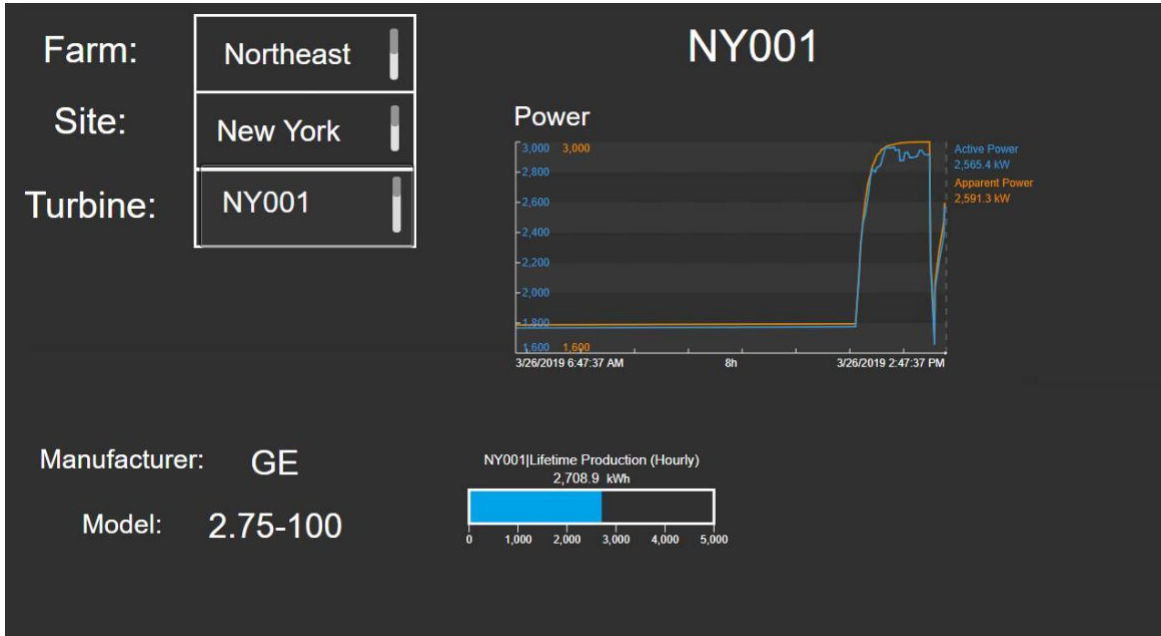 Farm:
Northeast
Site:
New York
Turbine:
NY001
NY001
Power
3,000 3,000
2,800
2,600
2,400
2,200
2,000
1,800
1,600 1,600
3/26/2019 6:47:37 AM 8h 3/26/2019 2:47:37 PM
Active Power
2,565.4 kW
Apparent Power
2,591.3 kW
Manufacturer: GE
Model: 2.75-100
NY001|Lifetime Production (Hourly)
2,708.9 kWh
0 1,000 2,000 3,000 4,000 5,000